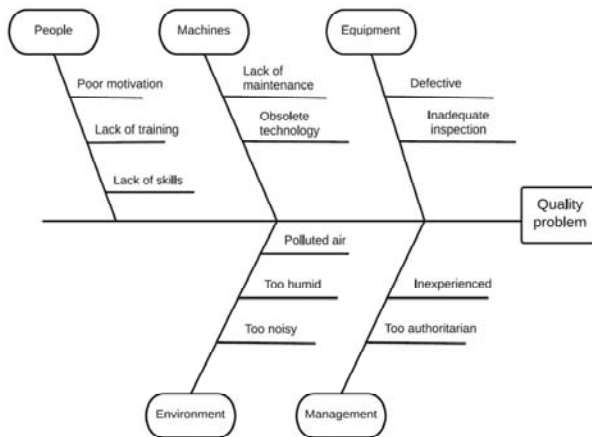 People
Machines
Equipment
Poor motivation
Lack of training
Lack of skills
Lack of
maintenance
Obsolete
technology
Defective
Inadequate
inspection
Quality
problem
Polluted air
Too humid
Too noisy
Inexperienced
Too authoritarian
Environment
Management